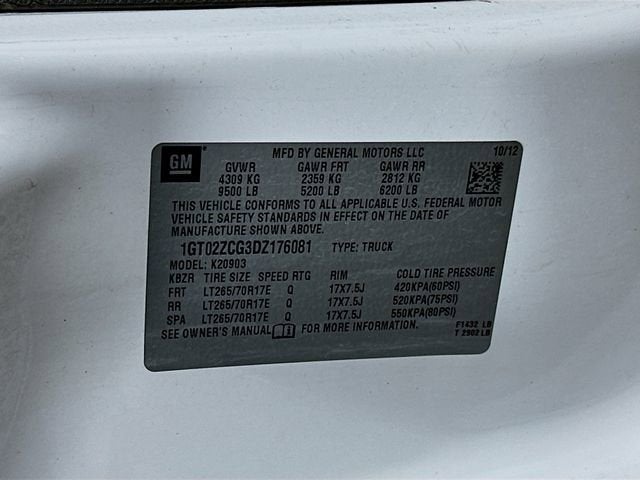 GM
MFD BY GENERAL MOTORS LLC 10/12
GVWR GAWR FRT GAWR RR
4309 KG 2359 KG 2812 KG
9500 LB 5200 LB 6200 LB
THIS VEHICLE CONFORMS TO ALL APPLICABLE U.S. FEDERAL MOTOR
VEHICLE SAFETY STANDARDS IN EFFECT ON THE DATE OF
MANUFACTURE SHOWN ABOVE.
1GT02ZCG3DZ176081 TYPE: TRUCK
MODEL: K20903
KBZR TIRE SIZE SPEED RTG RIM COLD TIRE PRESSURE
FRT LT265/70R17E Q 17X7.5J 420KPA(60PSI)
RR LT265/70R17E Q 17X7.5J 520KPA(75PSI)
SPA LT265/70R17E Q 17X7.5J 550KPA(80PSI)
SEE OWNER'S MANUAL FOR MORE INFORMATION. F1432 LB
T 2902 LB